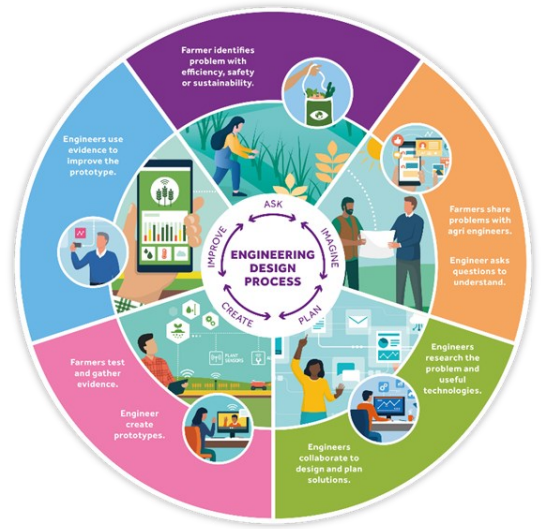 Farmer identifies
problem with
efficiency, safety
or sustainability.
Farmers share
problems with
agri engineers.
Engineer asks
questions to
understand.
Engineers
research the
problem and
useful
technologies.
Engineers
collaborate to
design and plan
solutions.
Farmers test
and gather
evidence.
Engineer
create
prototypes.
Engineers use
evidence to
improve the
prototype.
ASK
IMAGINE
PLAN
CREATE
IMPROVE
ENGINEERING
DESIGN
PROCESS
PLANT
SENSORS